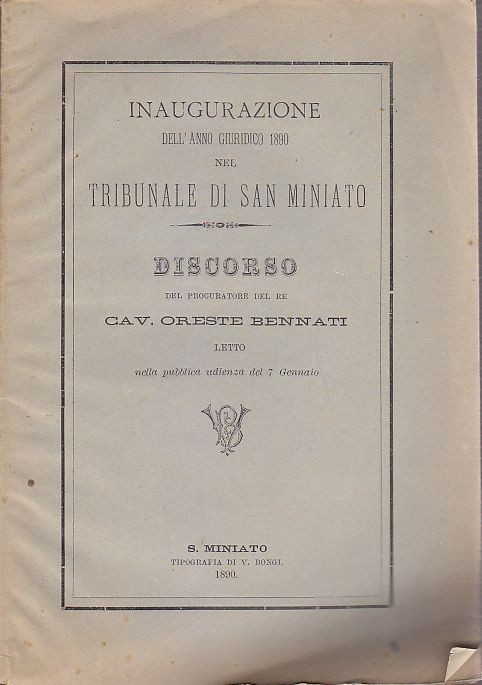 INAUGURAZIONE
DELL'ANNO GIURIDICO 1890
NEL
TRIBUNALE DI SAN MINIATO
DISCORSO
DEL PROCURATORE DEL RE
CAV. ORESTE BENNATI
LETTO
nella pubblica udienza del 7 Gennaio
VB
S. MINIATO
TIPOGRAFIA DI V. BONGI.
1890.